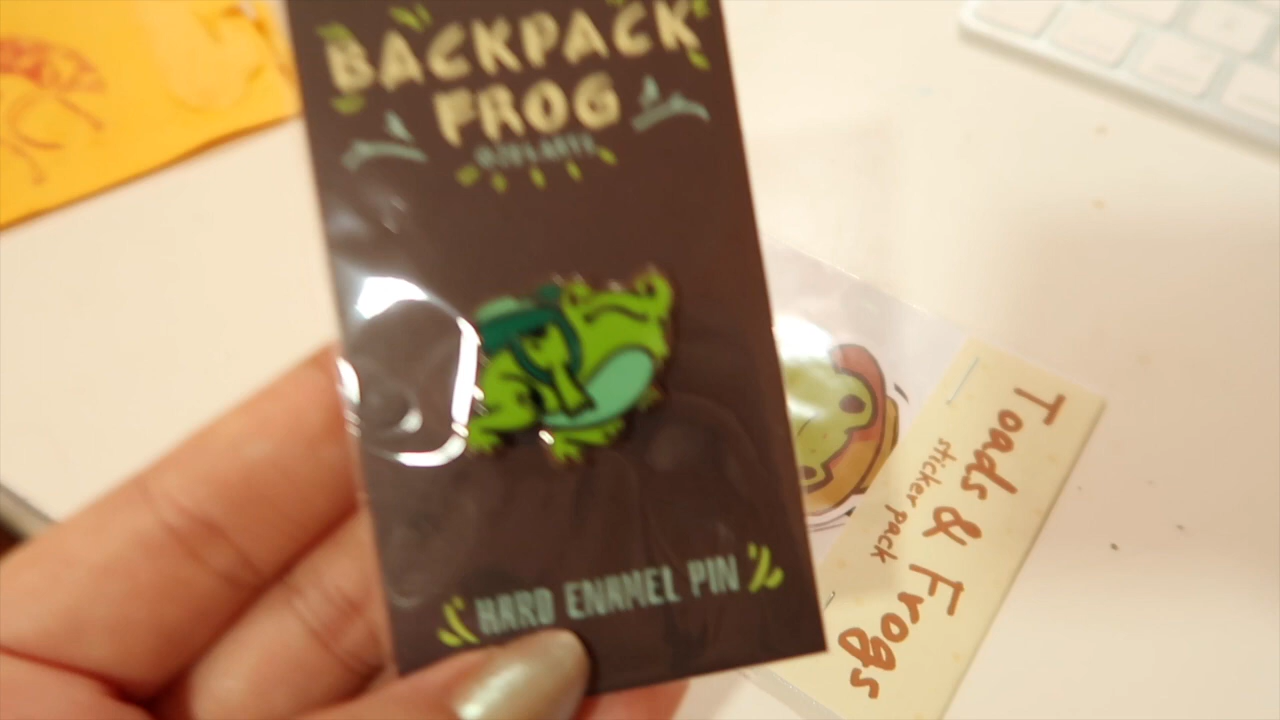 BACKPACK
FROG
HARD ENAMEL PIN
Toads & Frogs
sticker pack